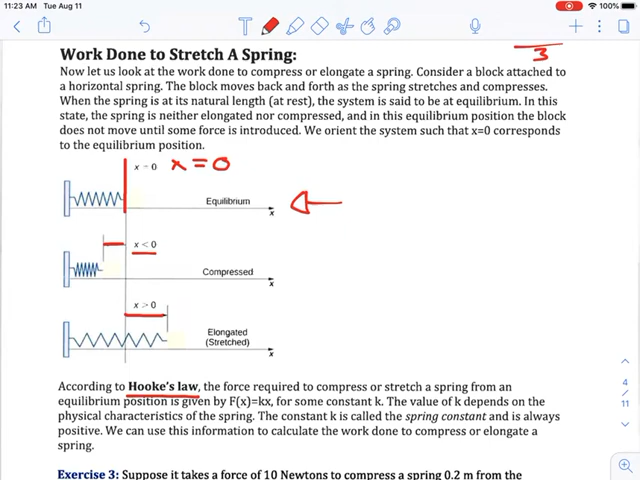 11:23 AM Tue Aug 11
100%
3
Work Done to Stretch A Spring:
Now let us look at the work done to compress or elongate a spring. Consider a block attached to
a horizontal spring. The block moves back and forth as the spring stretches and compresses.
When the spring is at its natural length (at rest), the system is said to be at equilibrium. In this
state, the spring is neither elongated nor compressed, and in this equilibrium position the block
does not move until some force is introduced. We orient the system such that x=0 corresponds
to the equilibrium position.
x = 0 x = 0
Equilibrium
x
x < 0
Compressed
x
x > 0
Elongated
(Stretched)
x
According to Hooke's law, the force required to compress or stretch a spring from an
equilibrium position is given by F(x)=kx, for some constant k. The value of k depends on the
physical characteristics of the spring. The constant k is called the spring constant and is always
positive. We can use this information to calculate the work done to compress or elongate a
spring.
4
/
11
Exercise 3: Suppose it takes a force of 10 Newtons to compress a spring 0.2 m from the